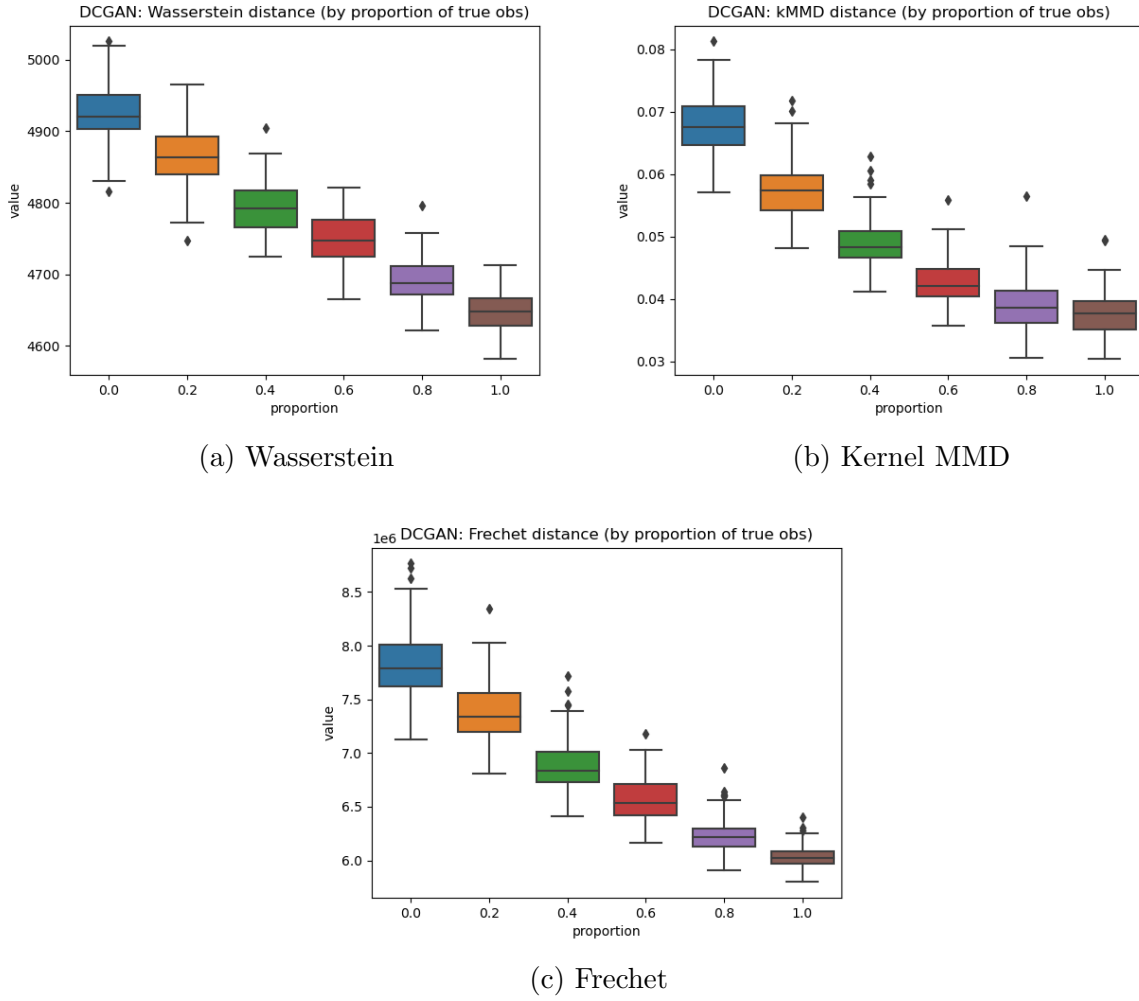 DCGAN: Wasserstein distance (by proportion of true obs)
5000
4900
4800
4700
4600
value
0.0 0.2 0.4 0.6 0.8 1.0
proportion
(a) Wasserstein
DCGAN: kMMD distance (by proportion of true obs)
0.08
0.07
0.06
0.05
0.04
0.03
value
0.0 0.2 0.4 0.6 0.8 1.0
proportion
(b) Kernel MMD
DCGAN: Frechet distance (by proportion of true obs)
1e6
8.5
8.0
7.5
7.0
6.5
6.0
value
0.0 0.2 0.4 0.6 0.8 1.0
proportion
(c) Frechet